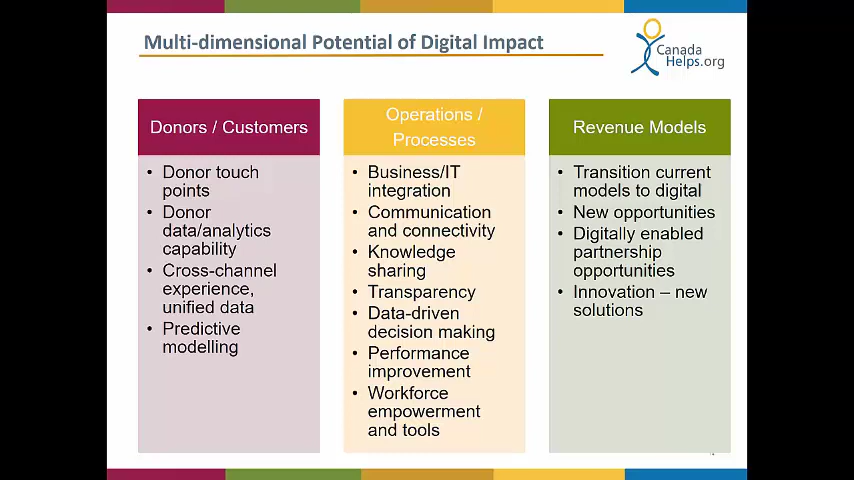 Multi-dimensional Potential of Digital Impact
Canada
Helps.org
Donors / Customers
• Donor touch
points
• Donor
data/analytics
capability
• Cross-channel
experience,
unified data
• Predictive
modelling
Operations /
Processes
• Business/IT
integration
• Communication
and connectivity
• Knowledge
sharing
• Transparency
• Data-driven
decision making
• Performance
improvement
• Workforce
empowerment
and tools
Revenue Models
• Transition current
models to digital
• New opportunities
• Digitally enabled
partnership
opportunities
• Innovation – new
solutions